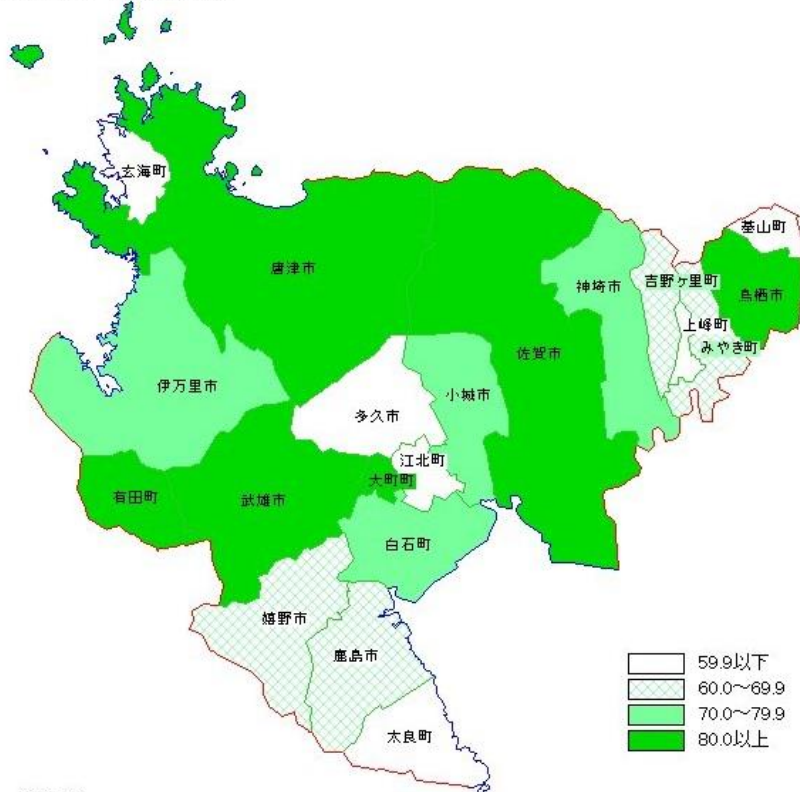 玄海町
基山町
唐津市
吉野ヶ里町
神埼市
鳥栖市
上峰町
みやき町
佐賀市
伊万里市
小城市
多久市
江北町
大町町
有田町
武雄市
白石町
嬉野市
鹿島市
太良町
59.9以下
60.0～69.9
70.0～79.9
80.0以上